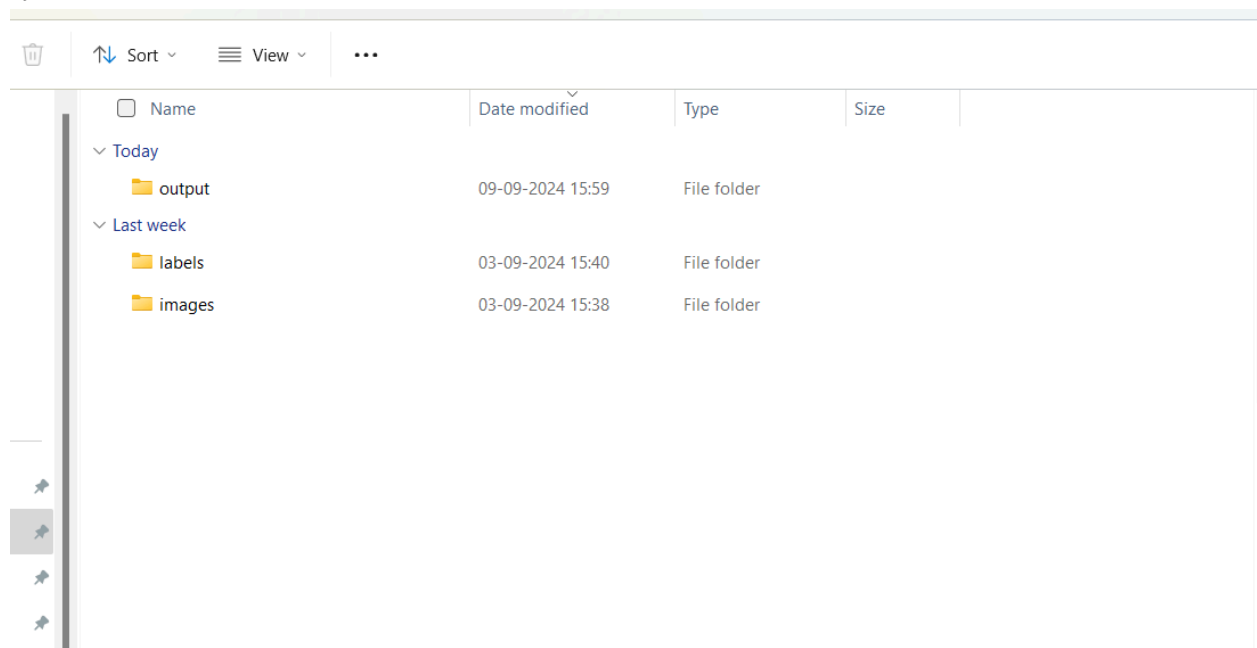 Sort View •••
Name Date modified Type Size
Today
output 09-09-2024 15:59 File folder
Last week
labels 03-09-2024 15:40 File folder
images 03-09-2024 15:38 File folder